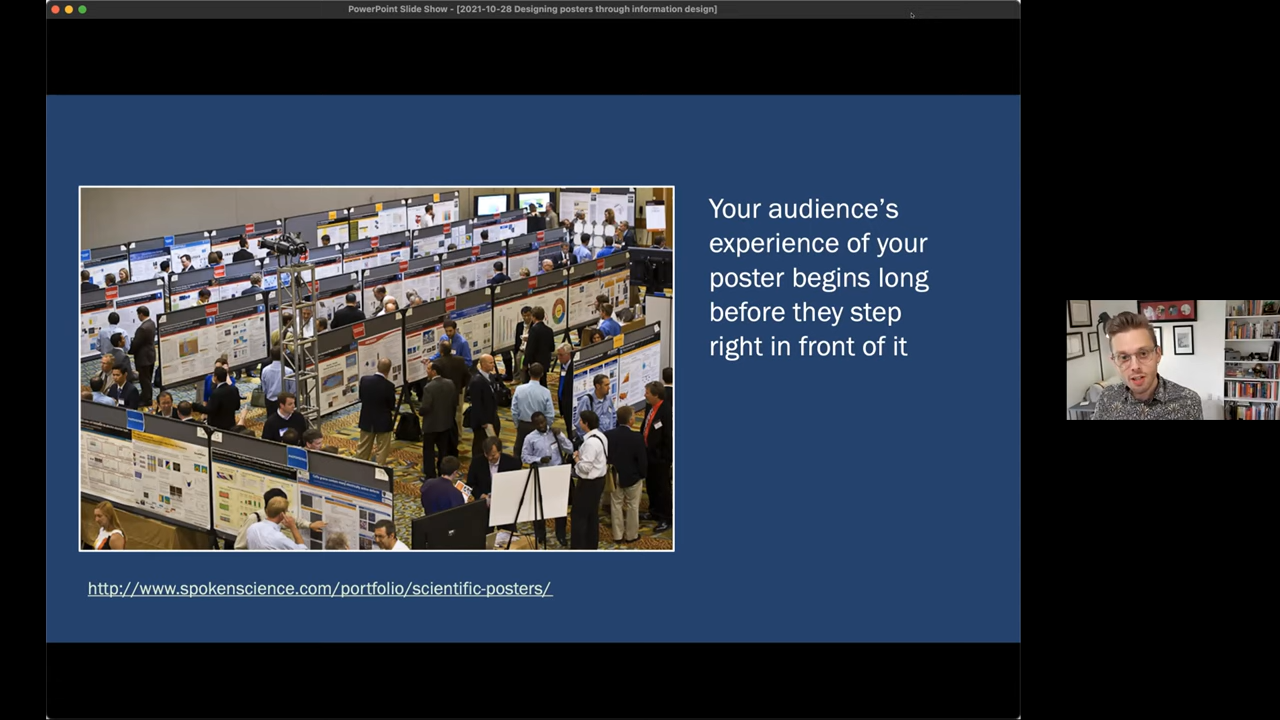 PowerPoint Slide Show - [2021-10-28 Designing posters through information design]
Your audience’s
experience of your
poster begins long
before they step
right in front of it
http://www.spokenscience.com/portfolio/scientific-posters/